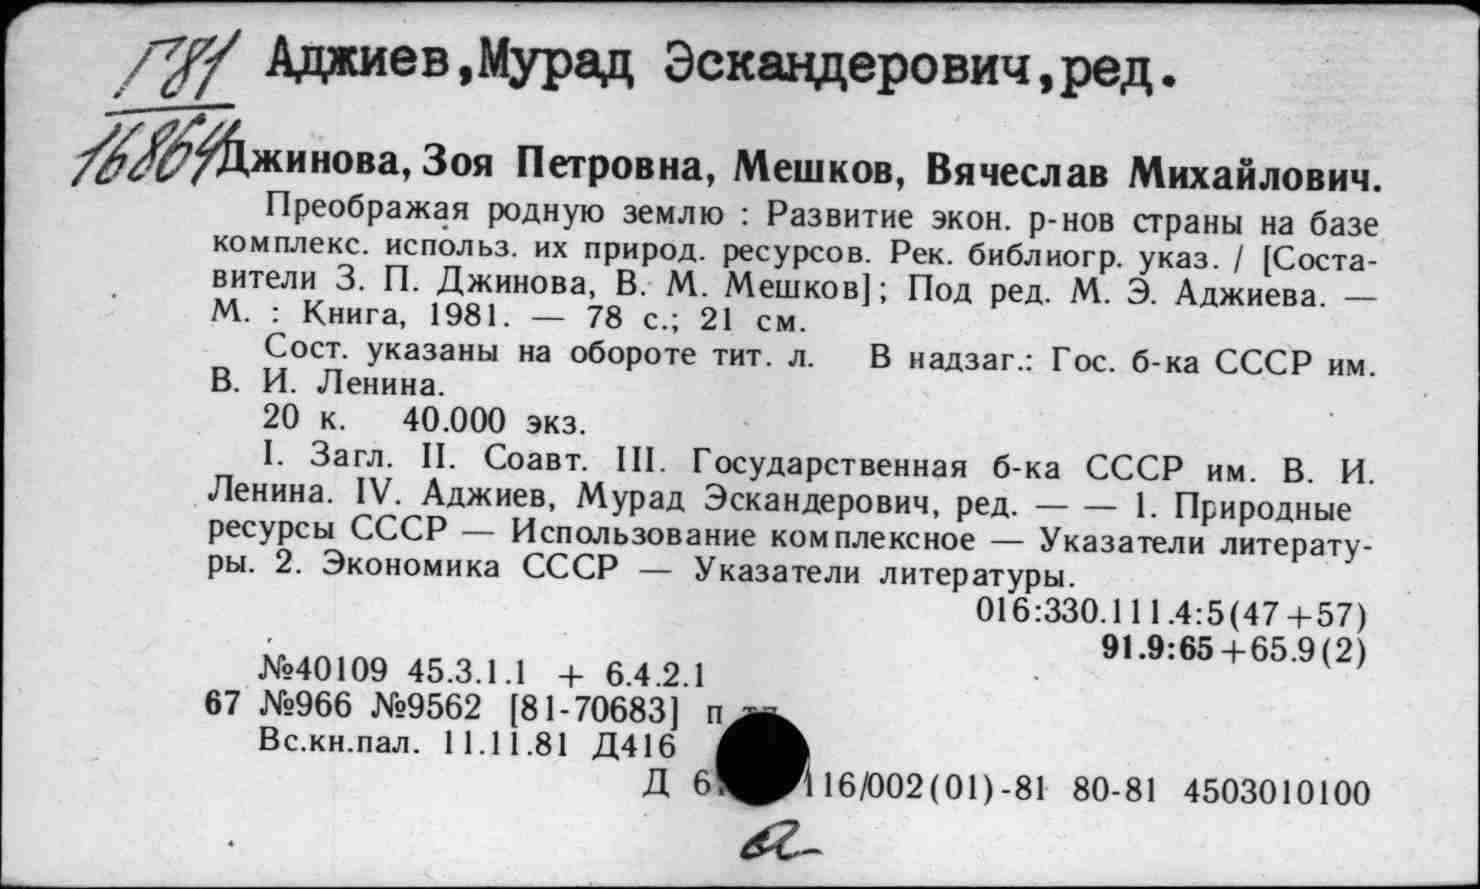 Г81 Аджиев,Мурад Эскандерович,ред.
16864
Джинова, Зоя Петровна, Мешков, Вячеслав Михайлович.
Преображая родную землю : Развитие экон. р-нов страны на базе
комплекс. использ. их природ. ресурсов. Рек. библиогр. указ. / [Соста-
вители З. П. Джинова, В. М. Мешков]; Под ред. М. Э. Аджиева. —
М. : Книга, 1981. — 78 с.; 21 см.
Сост. указаны на обороте тит. л. В надзаг.: Гос. б-ка СССР им.
В. И. Ленина.
20 к. 40.000 экз.
I. Загл. II. Соавт. III. Государственная б-ка СССР им. В. И.
Ленина. IV. Аджиев, Мурад Эскандерович, ред. — — 1. Природные
ресурсы СССР — Использование комплексное — Указатели литерату-
ры. 2. Экономика СССР — Указатели литературы.
016:330.111.4:5(47+57)
91.9:65+65.9(2)
№40109 45.3.1.1 + 6.4.2.1
67 №966 №9562 [81-70683] п
Вс.кн.пал. 11.11.81 Д416
Д 6 116/002(01)-81 80-81 4503010100